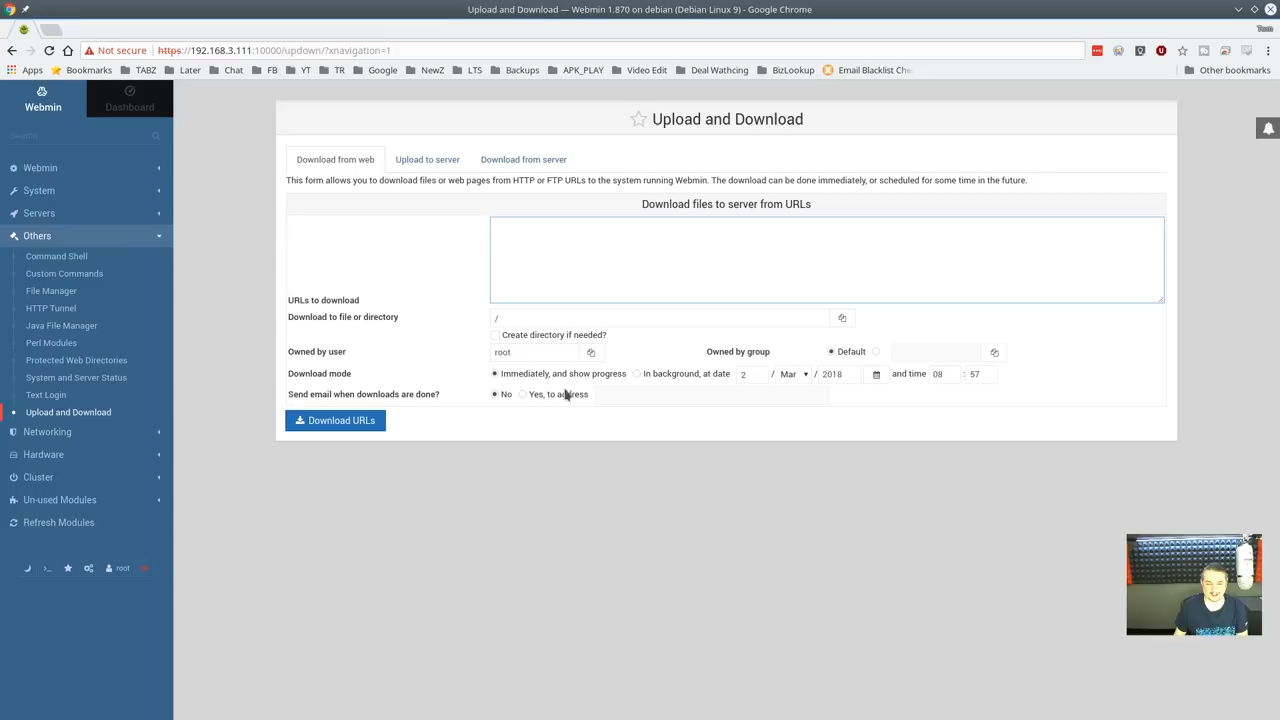 Upload and Download — Webmin 1.870 on debian (Debian Linux 9) - Google Chrome
Not secure https://192.168.3.111:10000/updown/?xnavigation=1
Apps Bookmarks TABZ Later Chat FB YT TR Google NewZ LTS Backups APK_PLAY Video Edit Deal Wathcing BizLookup Email Blacklist Che Other bookmarks
Webmin
Dashboard
Search
Webmin
System
Servers
Others
Command Shell
Custom Commands
File Manager
HTTP Tunnel
Java File Manager
Perl Modules
Protected Web Directories
System and Server Status
Text Login
Upload and Download
Networking
Hardware
Cluster
Un-used Modules
Refresh Modules
root
Upload and Download
Download from web Upload to server Download from server
This form allows you to download files or web pages from HTTP or FTP URLs to the system running Webmin. The download can be done immediately, or scheduled for some time in the future.
Download files to server from URLs
URLs to download
Download to file or directory /
Create directory if needed?
Owned by user root Owned by group Default
Download mode Immediately, and show progress In background, at date 2 / Mar / 2018 and time 08 : 57
Send email when downloads are done? No Yes, to address
Download URLs